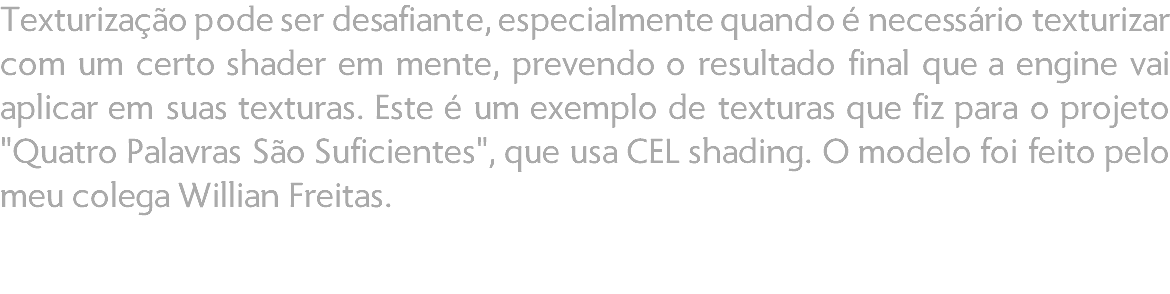 Texturização pode ser desafiante, especialmente quando é necessário texturizar
com um certo shader em mente, prevendo o resultado final que a engine vai
aplicar em suas texturas. Este é um exemplo de texturas que fiz para o projeto
"Quatro Palavras São Suficientes", que usa CEL shading. O modelo foi feito pelo
meu colega Willian Freitas.